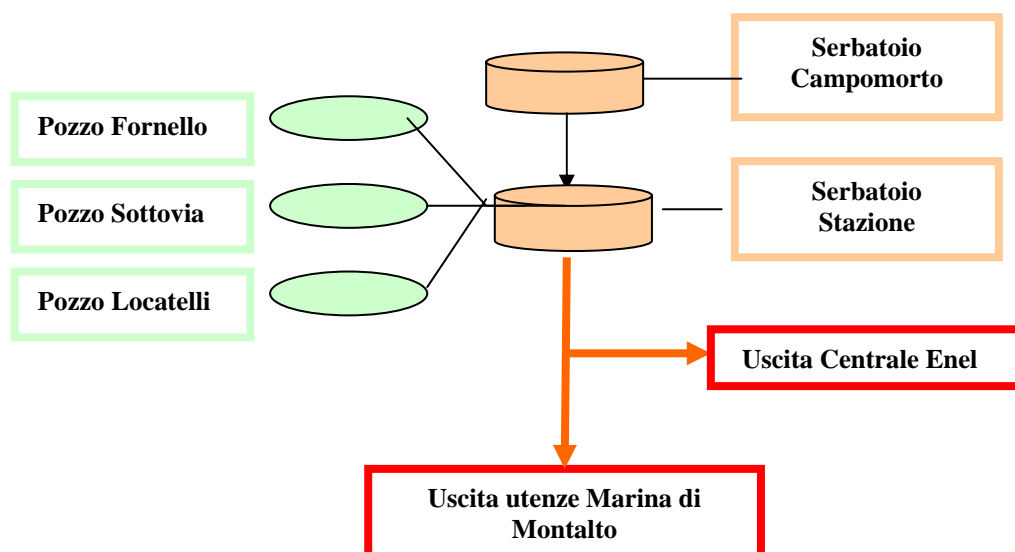 Serbatoio
Campomorto
Pozzo Fornello
Pozzo Sottovia
Serbatoio
Stazione
Pozzo Locatelli
Uscita Centrale Enel
Uscita utenze Marina di
Montalto